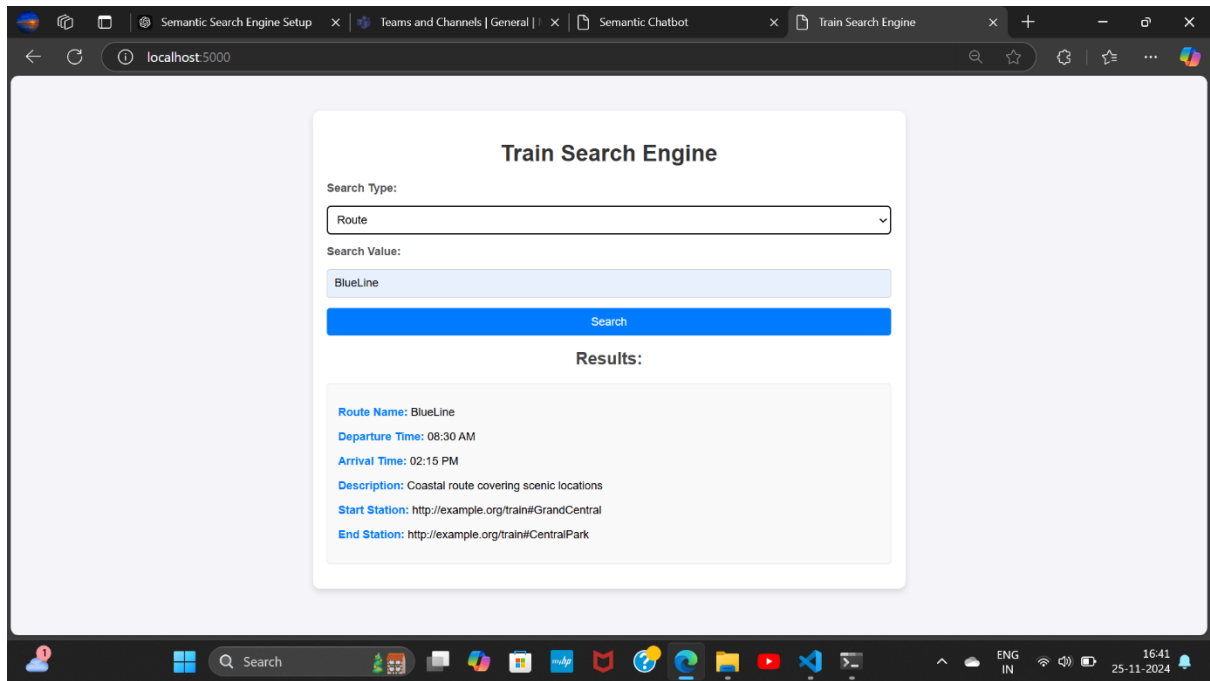 Semantic Search Engine Setup
Teams and Channels | General |
Semantic Chatbot
Train Search Engine
localhost:5000
Train Search Engine
Search Type:
Route
Search Value:
BlueLine
Search
Results:
Route Name: BlueLine
Departure Time: 08:30 AM
Arrival Time: 02:15 PM
Description: Coastal route covering scenic locations
Start Station: http://example.org/train#GrandCentral
End Station: http://example.org/train#CentralPark
1
Search
myhp
ENG
IN
16:41
25-11-2024